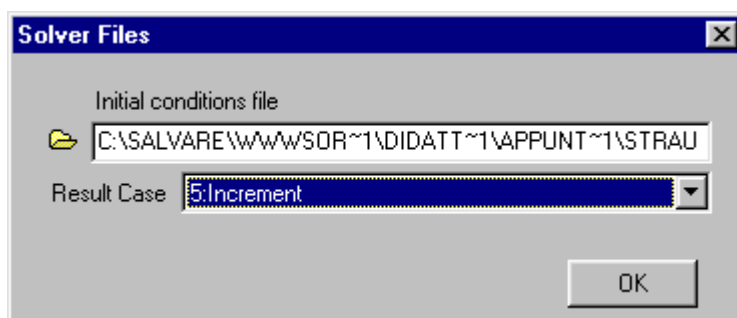 Solver Files
Initial conditions file
C:\SALVARE\WWWSOR~1\DIDATT~1\APPUNT~1\STRAU
Result Case 5:Increment
OK